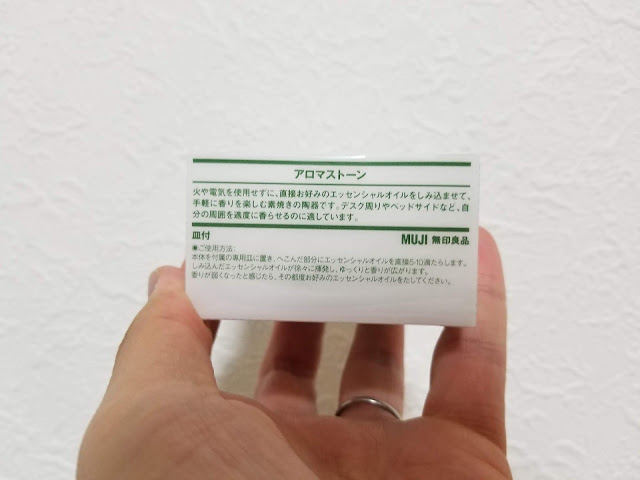 アロマストーン
火や電気を使用せずに、直接お好みのエッセンシャルオイルをしみ込ませて、
手軽に香りを楽しむ素焼きの陶器です。デスク周りやベッドサイドなど、自
分の周囲を適度に香らせるのに適しています。
皿付 MUJI 無印良品
●ご使用方法:
本体を付属の専用皿に置き、へこんだ部分にエッセンシャルオイルを直接5-10滴たらします。
しみ込んだエッセンシャルオイルが徐々に揮発し、ゆっくりと香りが広がります。
香りが弱くなったと感じたら、その都度お好みのエッセンシャルオイルをたしてください。